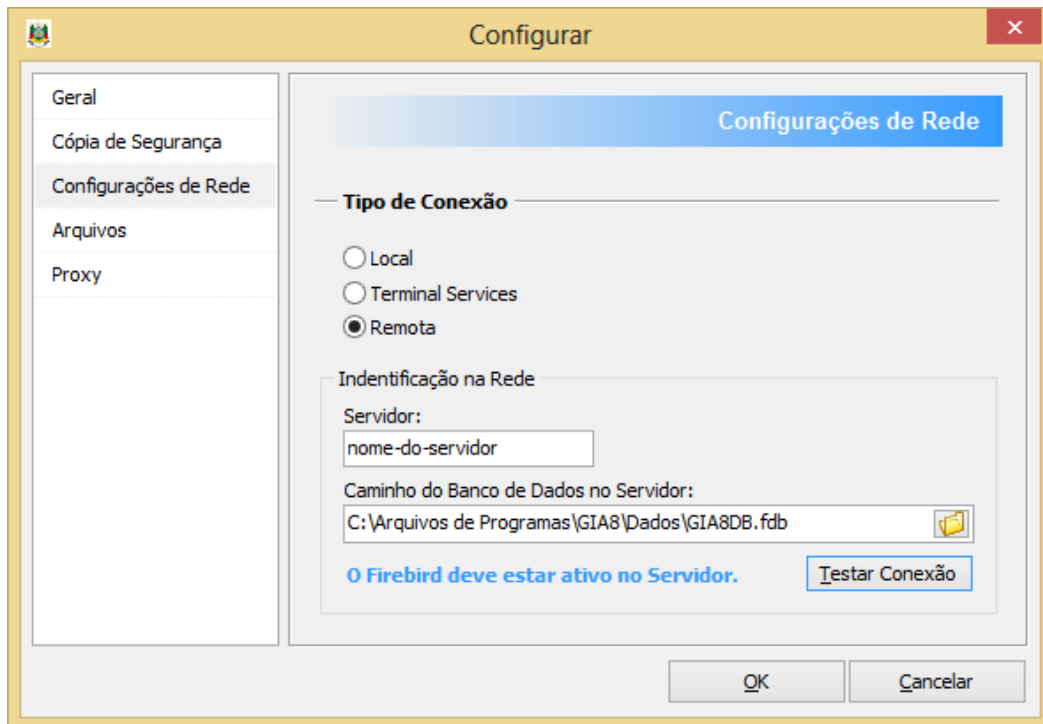 Configurar
Geral
Cópia de Segurança
Configurações de Rede
Arquivos
Proxy
Configurações de Rede
Tipo de Conexão
Local
Terminal Services
Remota
Indentificação na Rede
Servidor:
nome-do-servidor
Caminho do Banco de Dados no Servidor:
C:\Arquivos de Programas\GIA8\Dados\GIA8DB.fdb
O Firebird deve estar ativo no Servidor.
Testar Conexão
OK
Cancelar